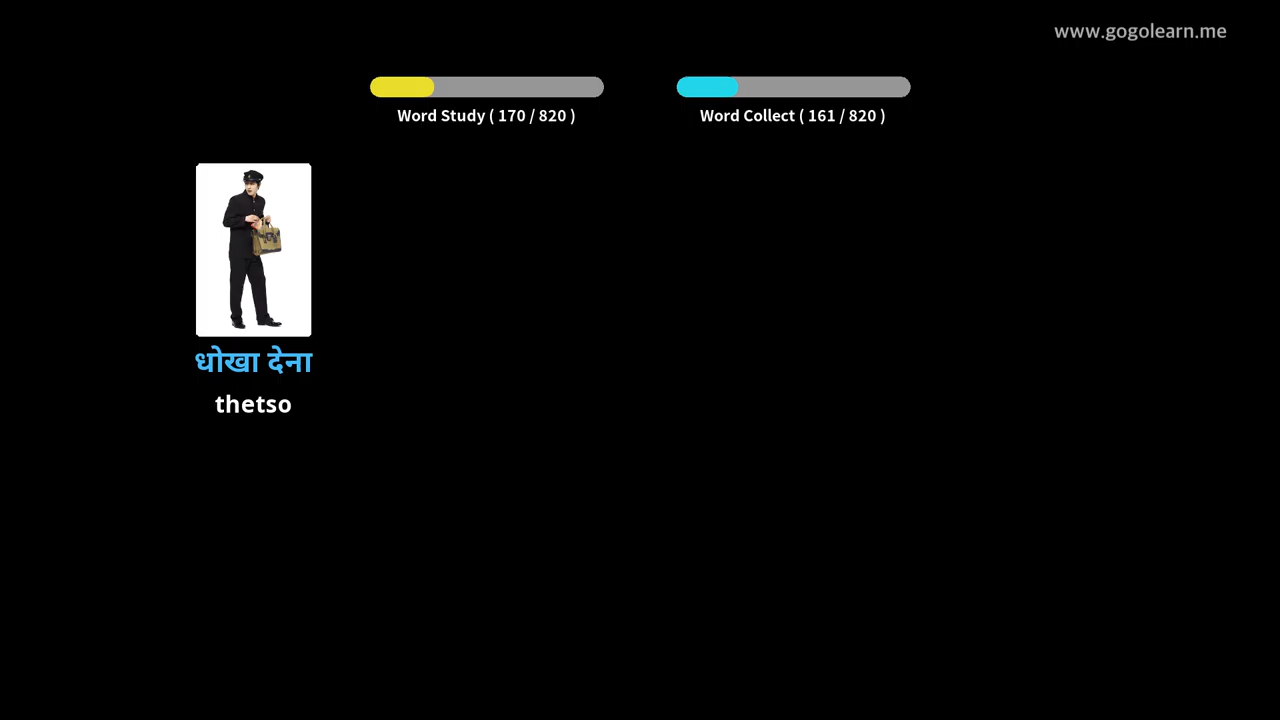 www.gogolearn.me
Word Study ( 170 / 820 )
Word Collect ( 161 / 820 )
धोखा देना
thetso